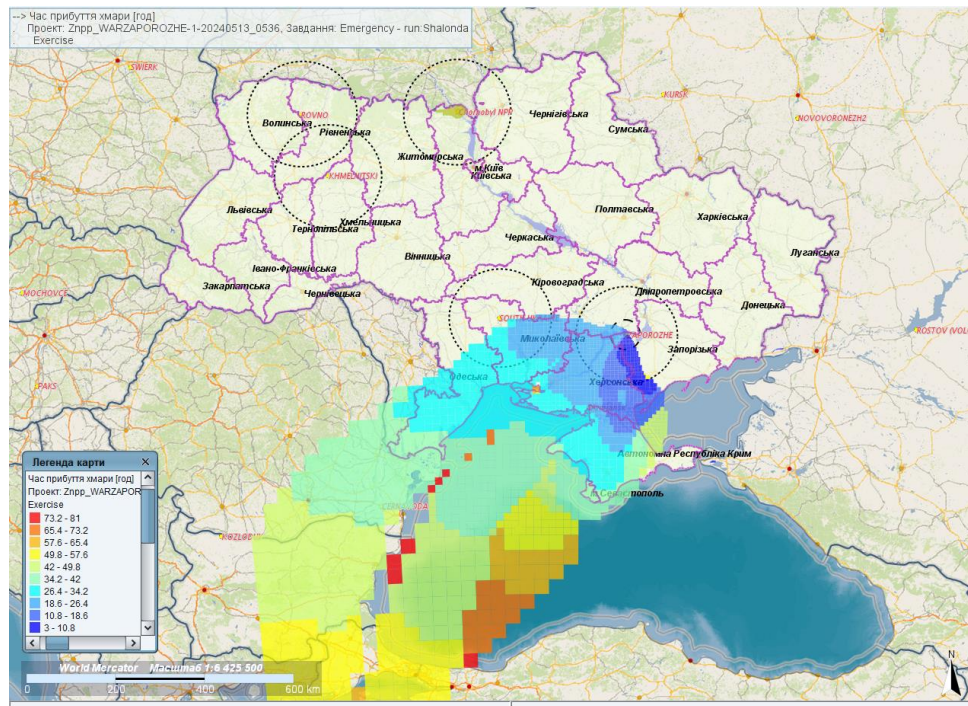 --> Час прибуття хмари [год]
Проект: Znpp_WARZAPOROZHE-1-20240513_0536, Завдання: Emergency - run:Shalonda
Exercise
SWIERK
KURSK
NOVOVORONEZH2
ROVNO
Chornobyl NPR
Волинська
Рівненська
Чернігівська
Сумська
Житомирська
м.Київ
Київська
KHMELNITSKI
Львівська
Хмельницька
Тернопільська
Полтавська
Харківська
Черкаська
Вінницька
Луганська
Івано-Франківська
Кіровоградська
Закарпатська
Чернівецька
Дніпропетровська
Донецька
MOCHOVCE
SOUTH
ZAPOROZHE
ROSTOV (VOL
Миколаївська
Запорізька
Одеська
Херсонська
PAKS
Автономна Республіка Крим
м.Севастополь
KOZLODU
Легенда карти
Час прибуття хмари [год]
Проект: Znpp_WARZAPOR
Exercise
73.2 - 81
65.4 - 73.2
57.6 - 65.4
49.8 - 57.6
42 - 49.8
34.2 - 42
26.4 - 34.2
18.6 - 26.4
10.8 - 18.6
3 - 10.8
World Mercator Масштаб 1:6 425 500
0 200 400 600 km
N